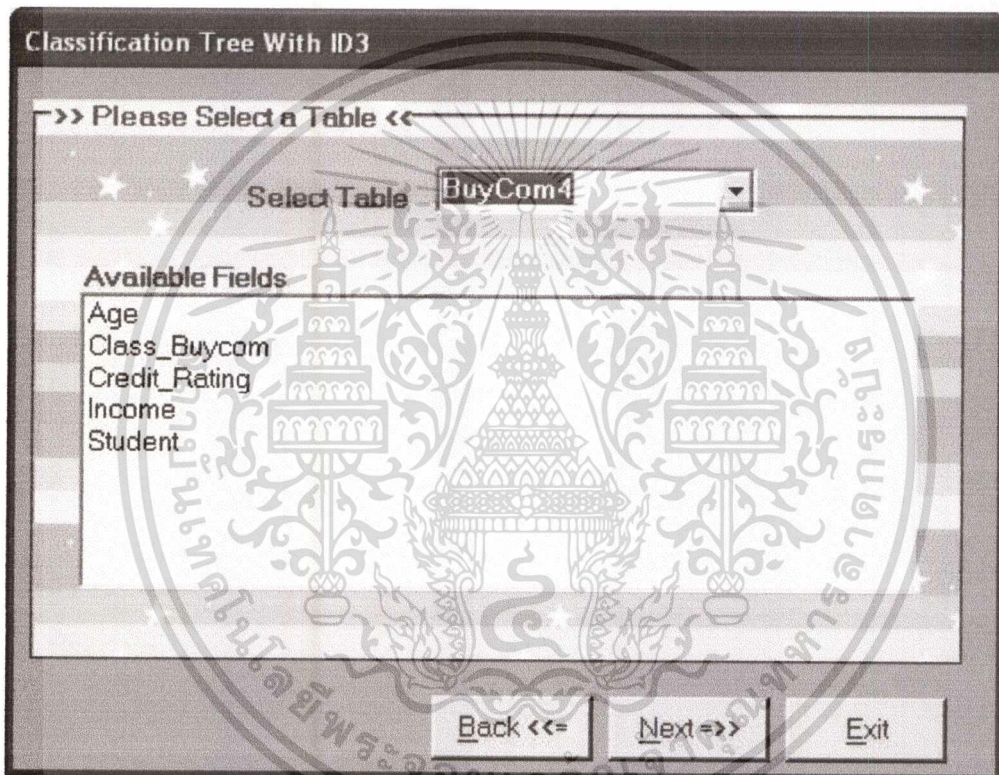 Classification Tree With ID3
>> Please Select a Table <<
Select Table BuyCom4
Available Fields
Age
Class_Buycom
Credit_Rating
Income
Student
Back <<= Next =>> Exit